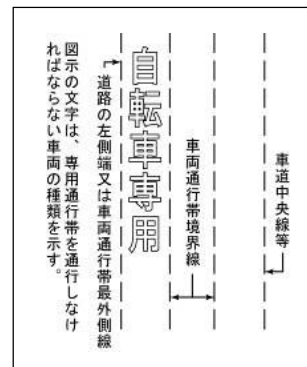 車道中央線等
車両通行帯境界線
自転車専用
道路の左側端又は車両通行帯最外側線
図示の文字は、専用通行帯を通行しなけ
ればならない車両の種類を示す。